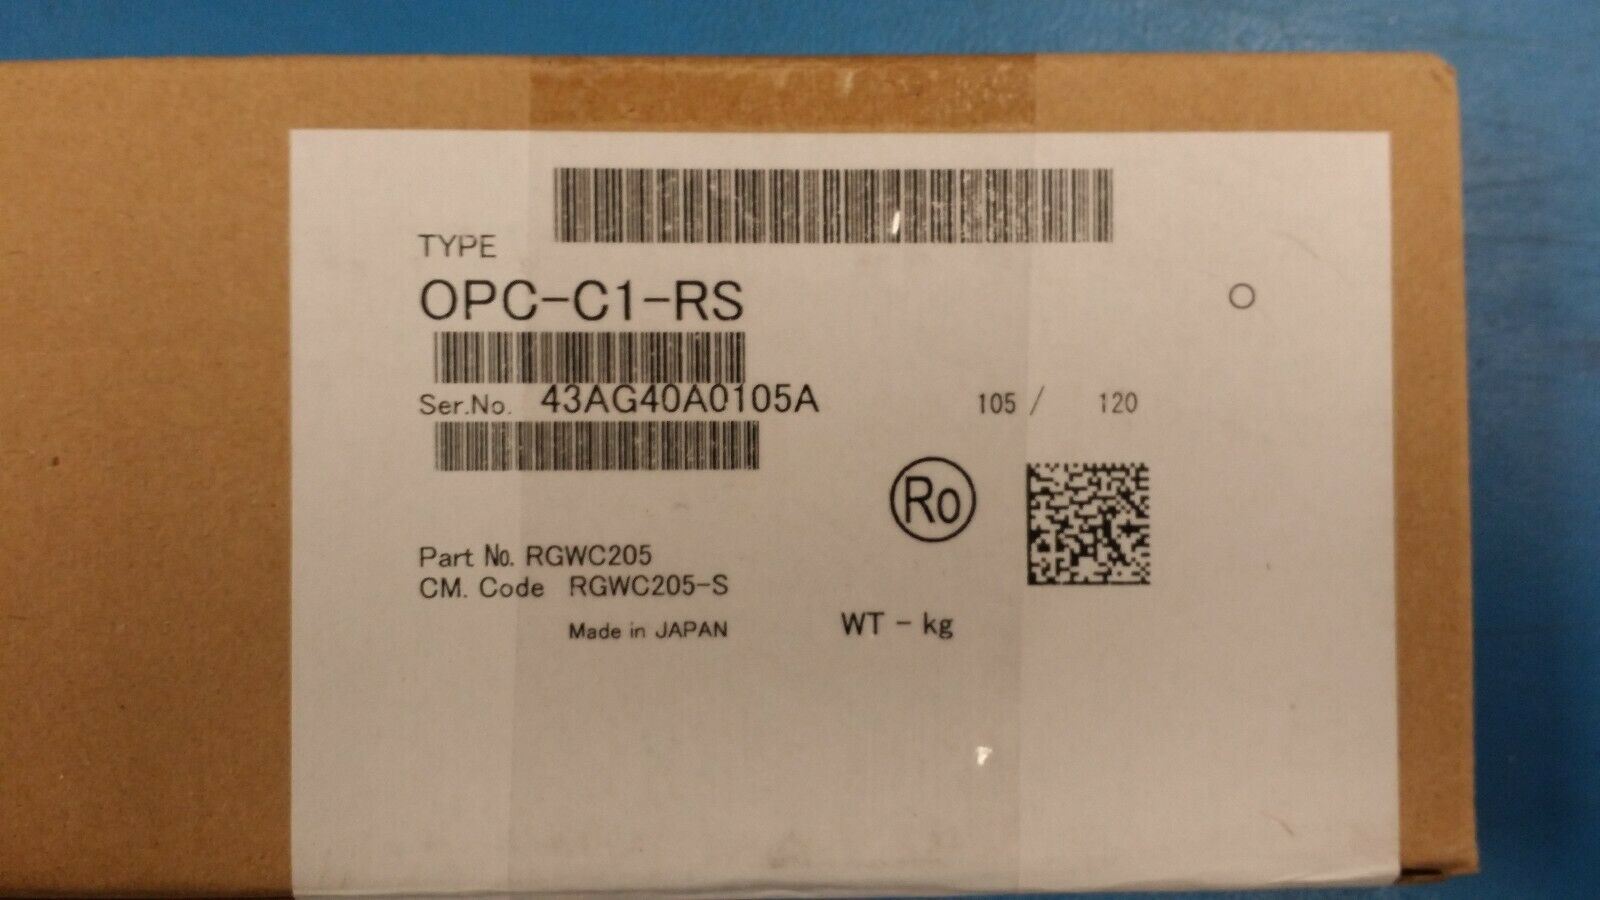 TYPE
OPC-C1-RS
Ser.No. 43AG40A0105A 105 / 120
Ro
Part No. RGWC205
CM. Code RGWC205-S
Made in JAPAN WT - kg